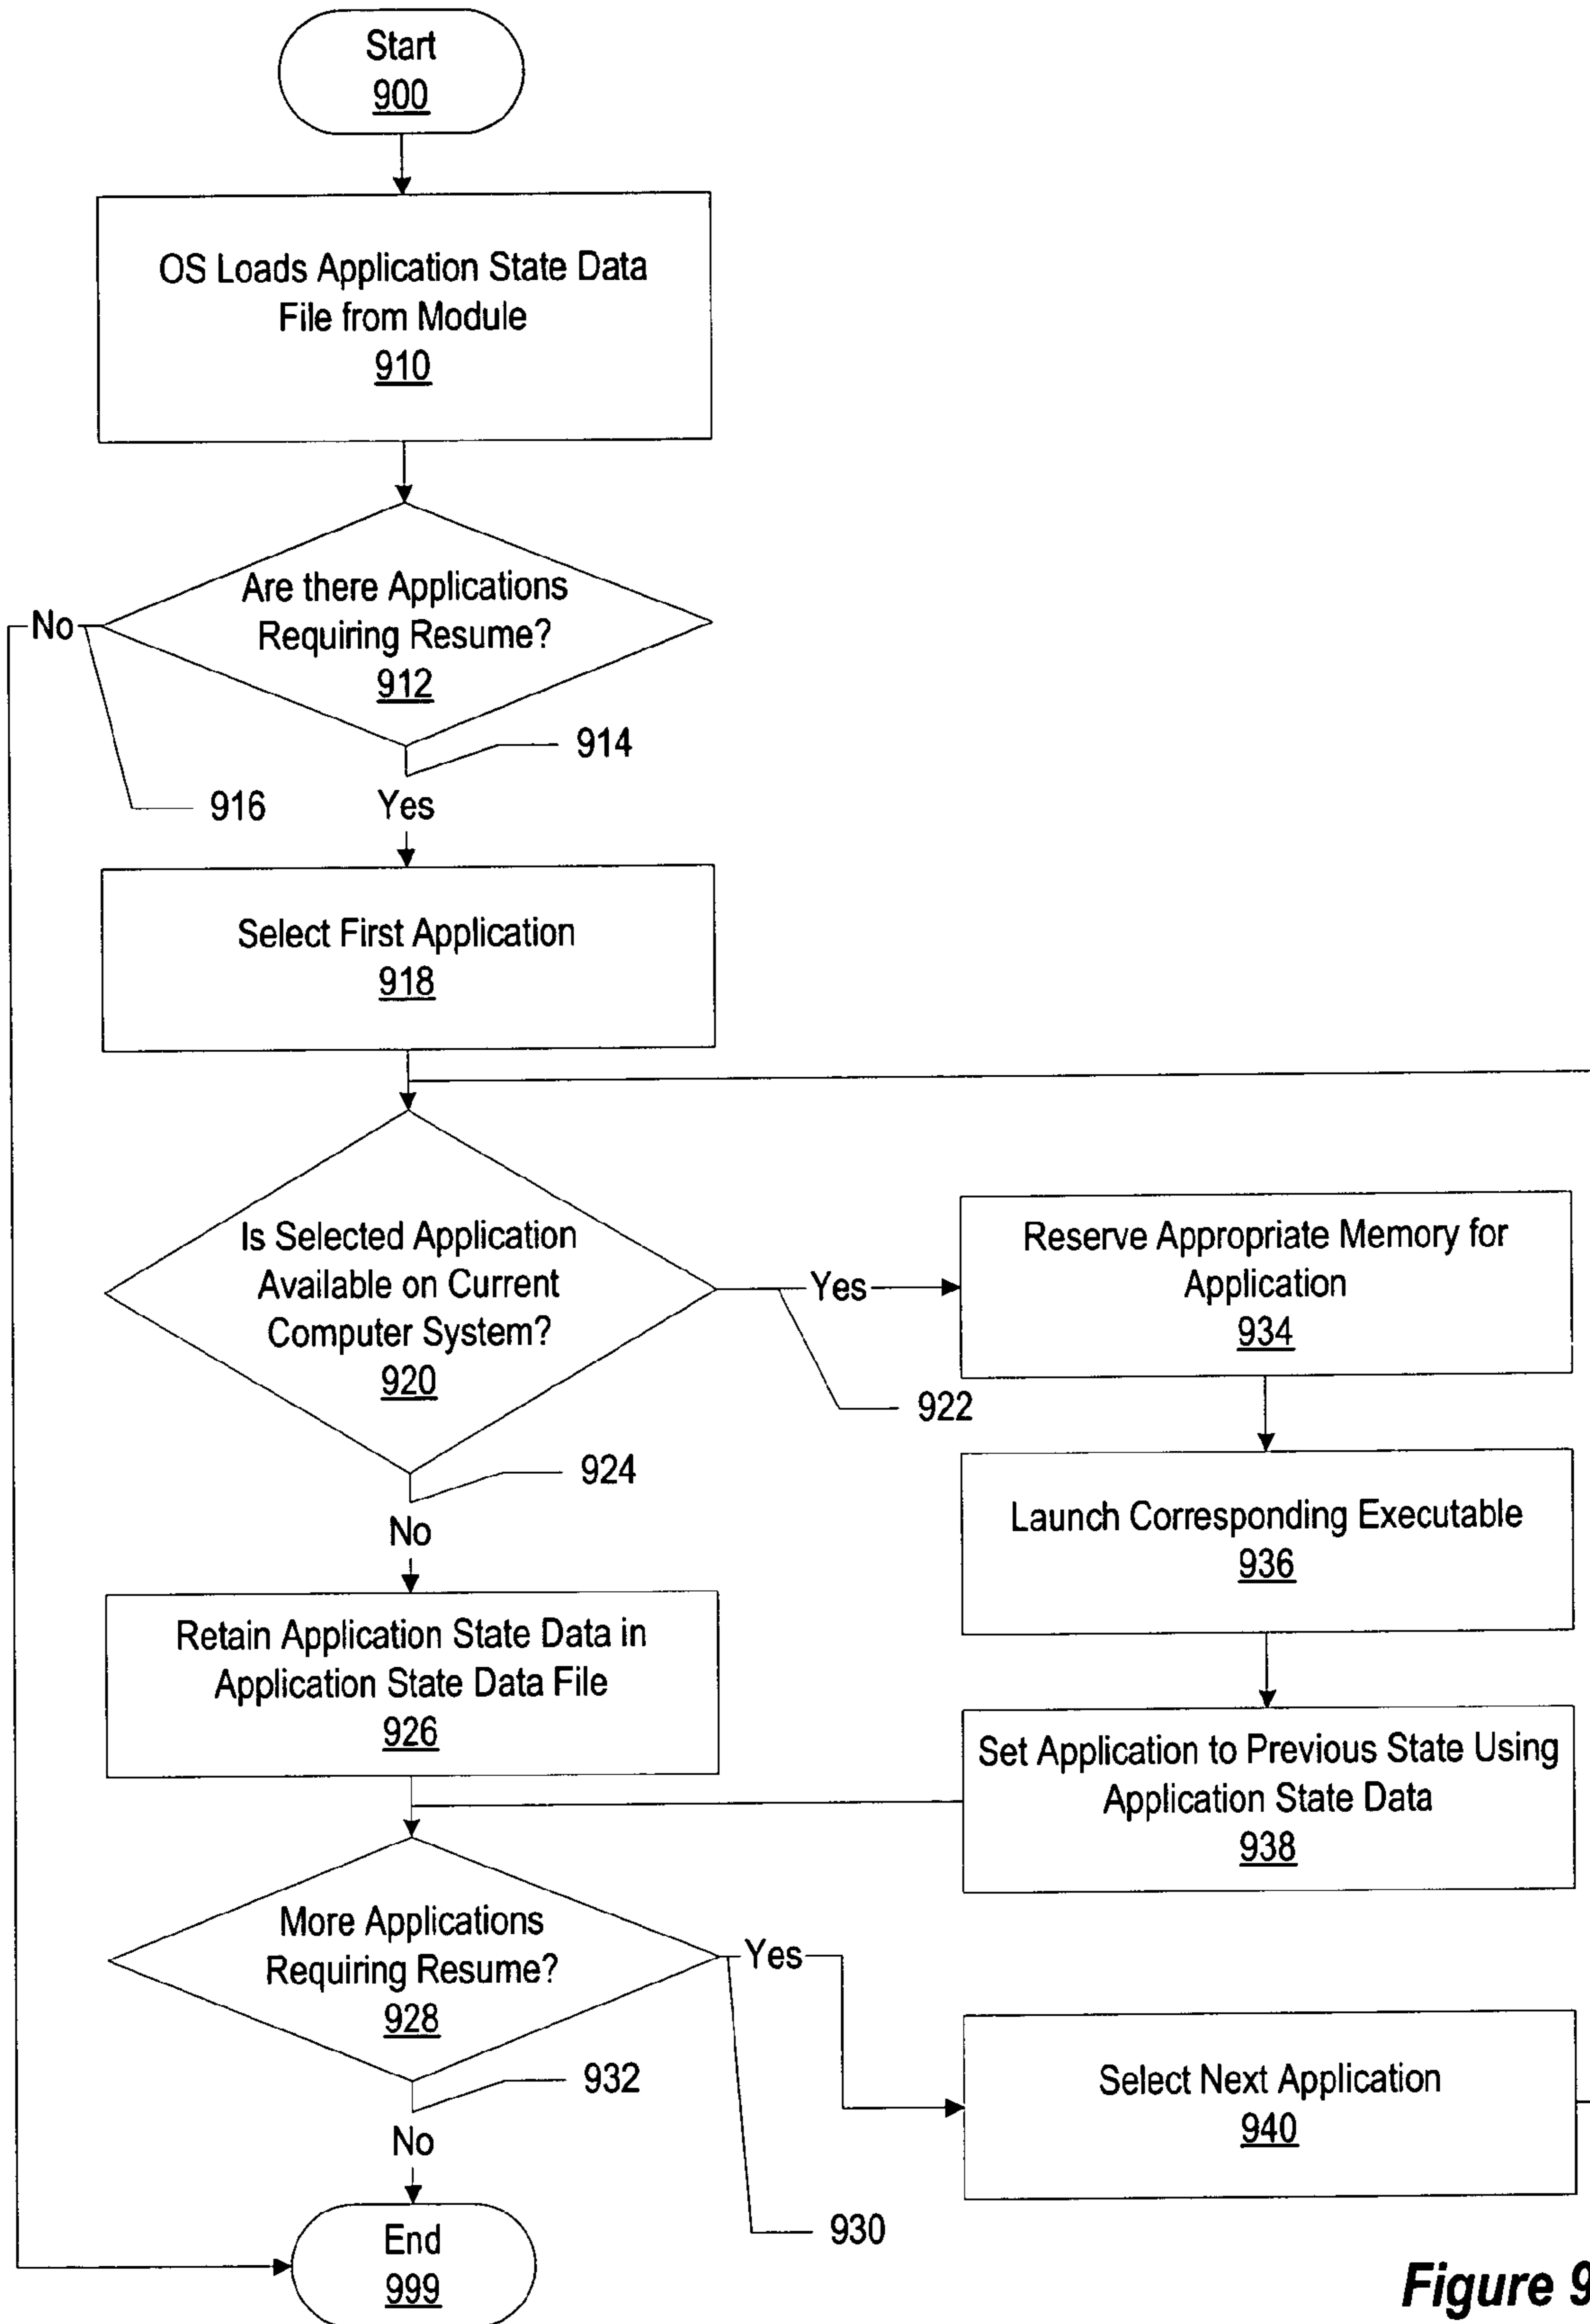 Start
900
OS Loads Application State Data
File from Module
910
Are there Applications
Requiring Resume?
912
No
914
916
Yes
Select First Application
918
Is Selected Application
Available on Current
Computer System?
920
Yes
922
Reserve Appropriate Memory for
Application
934
924
No
Launch Corresponding Executable
936
Retain Application State Data in
Application State Data File
926
Set Application to Previous State Using
Application State Data
938
More Applications
Requiring Resume?
928
Yes
932
No
930
Select Next Application
940
End
999
Figure 9